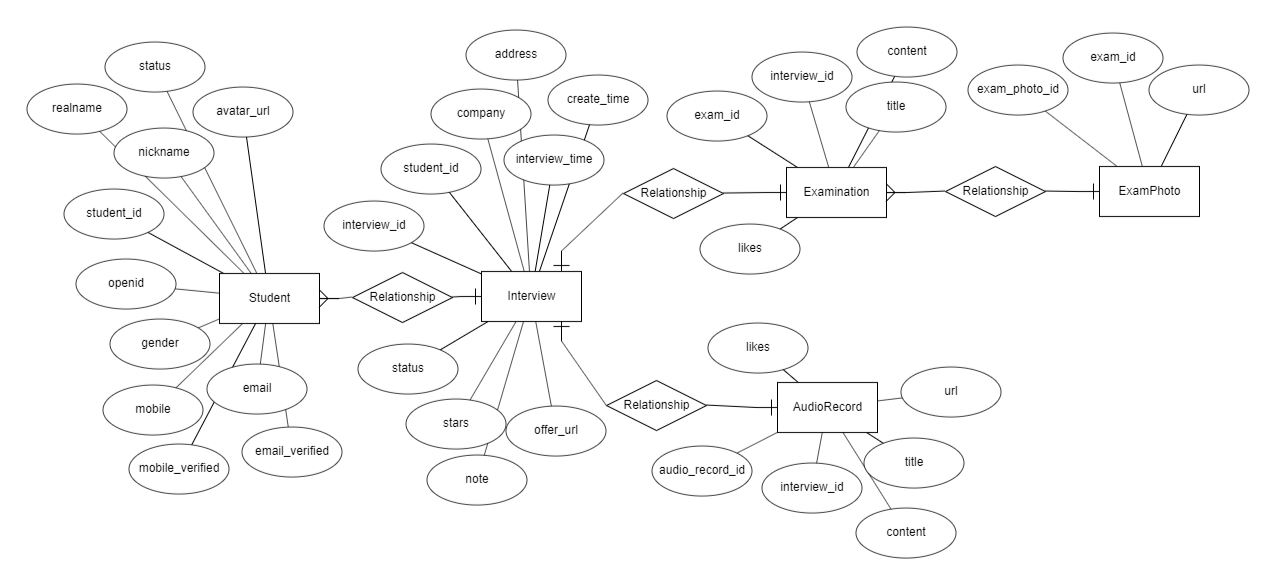 address
content
status
exam_id
interview_id
exam_photo_id
url
create_time
realname
avatar_url
company
title
exam_id
nickname
interview_time
student_id
Relationship
Examination
Relationship
ExamPhoto
student_id
interview_id
likes
openid
Student
Relationship
Interview
gender
likes
status
email
url
mobile
Relationship
AudioRecord
stars
offer_url
email_verified
mobile_verified
title
audio_record_id
note
interview_id
content